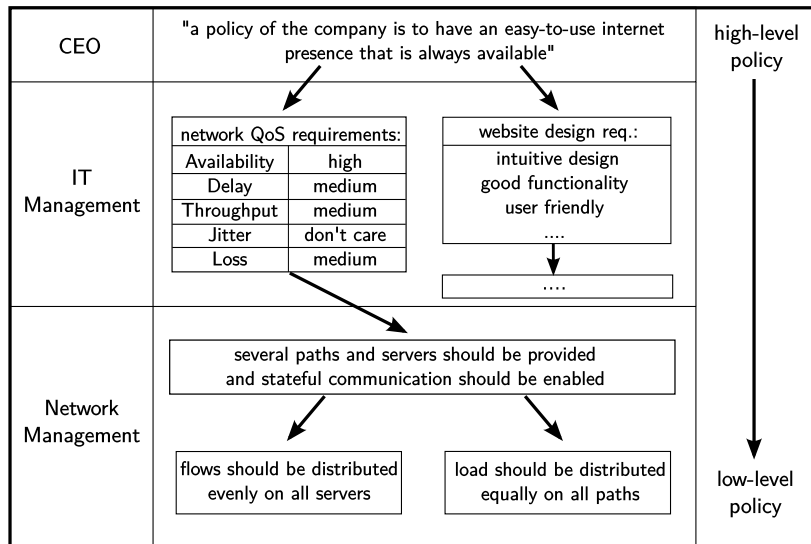 CEO
"a policy of the company is to have an easy-to-use internet
presence that is always available"
high-level
policy
IT
Management
network QoS requirements:
Availability high
Delay medium
Throughput medium
Jitter don't care
Loss medium
website design req.:
intuitive design
good functionality
user friendly
....
....
Network
Management
several paths and servers should be provided
and stateful communication should be enabled
flows should be distributed
evenly on all servers
load should be distributed
equally on all paths
low-level
policy